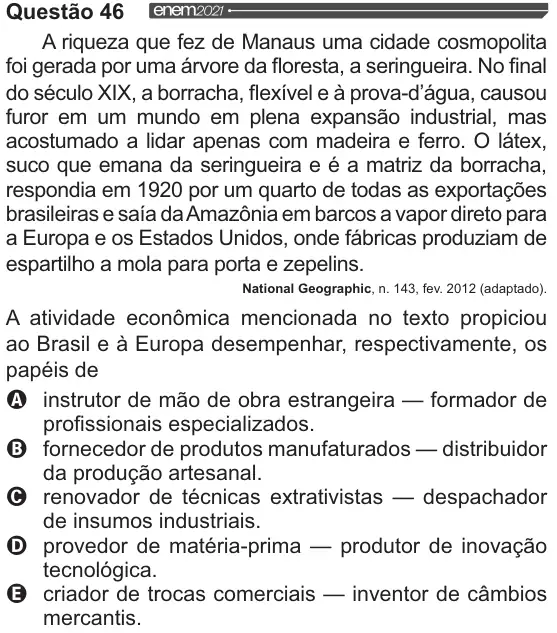 Questão 46 enem2021
A riqueza que fez de Manaus uma cidade cosmopolita
foi gerada por uma árvore da floresta, a seringueira. No final
do século XIX, a borracha, flexível e à prova-d’água, causou
furor em um mundo em plena expansão industrial, mas
acostumado a lidar apenas com madeira e ferro. O látex,
suco que emana da seringueira e é a matriz da borracha,
respondia em 1920 por um quarto de todas as exportações
brasileiras e saía da Amazônia em barcos a vapor direto para
a Europa e os Estados Unidos, onde fábricas produziam de
espartilho a mola para porta e zepelins.
National Geographic, n. 143, fev. 2012 (adaptado).
A atividade econômica mencionada no texto propiciou
ao Brasil e à Europa desempenhar, respectivamente, os
papéis de
A instrutor de mão de obra estrangeira — formador de
profissionais especializados.
B fornecedor de produtos manufaturados — distribuidor
da produção artesanal.
C renovador de técnicas extrativistas — despachador
de insumos industriais.
D provedor de matéria-prima — produtor de inovação
tecnológica.
E criador de trocas comerciais — inventor de câmbios
mercantis.